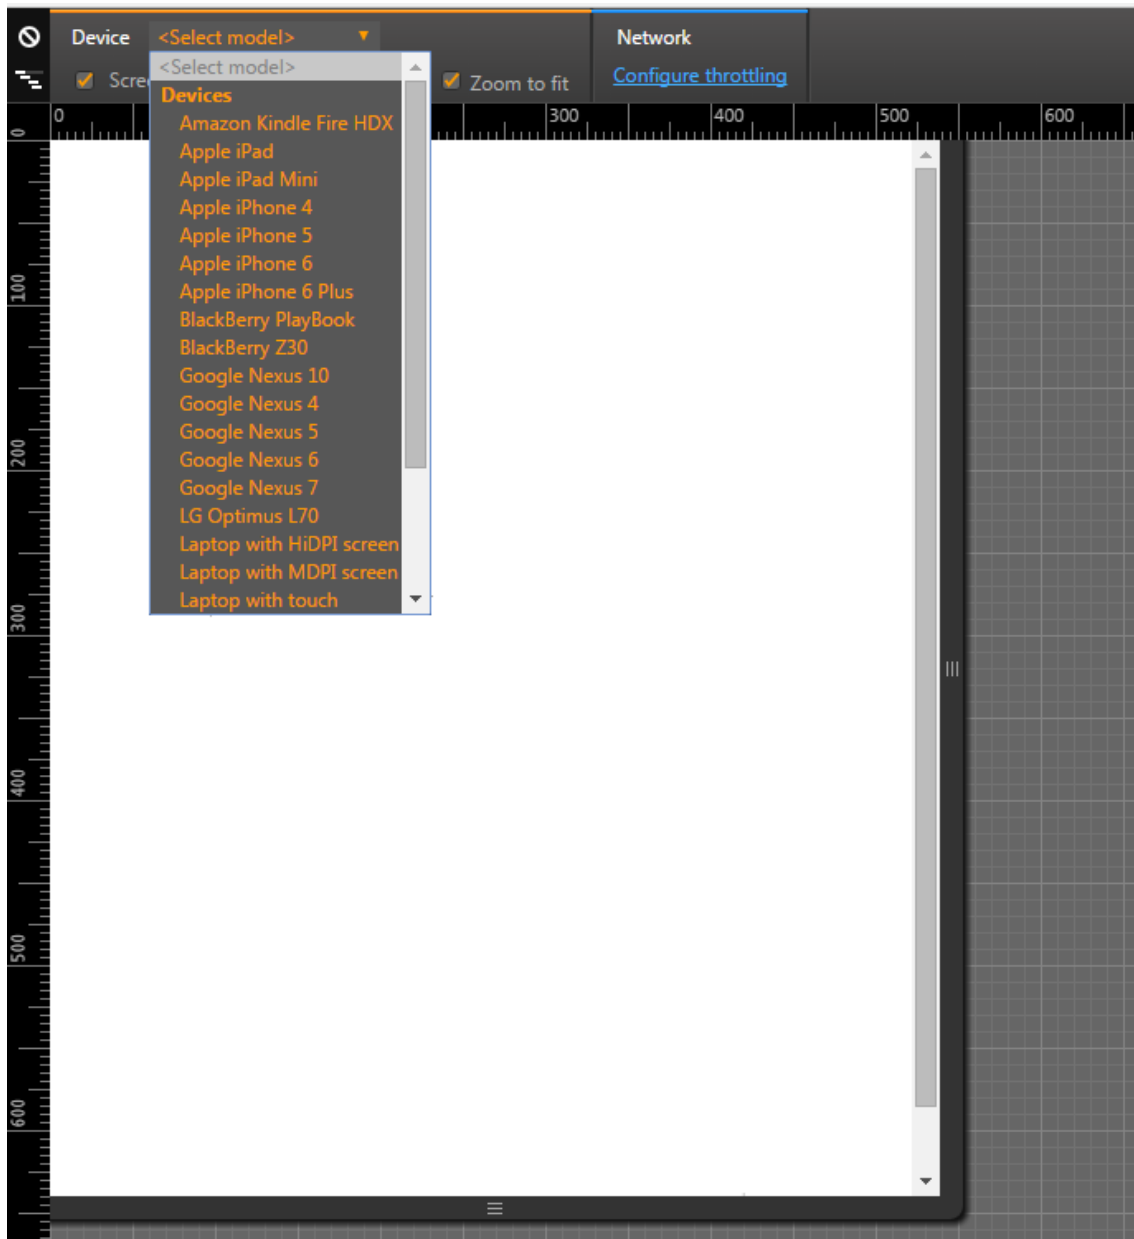 Device <Select model> ▼ Network
Scre Zoom to fit Configure throttling
<Select model>
Devices
Amazon Kindle Fire HDX
Apple iPad
Apple iPad Mini
Apple iPhone 4
Apple iPhone 5
Apple iPhone 6
Apple iPhone 6 Plus
BlackBerry PlayBook
BlackBerry Z30
Google Nexus 10
Google Nexus 4
Google Nexus 5
Google Nexus 6
Google Nexus 7
LG Optimus L70
Laptop with HiDPI screen
Laptop with MDPI screen
Laptop with touch
0 300 400 500 600
0
100
200
300
400
500
600